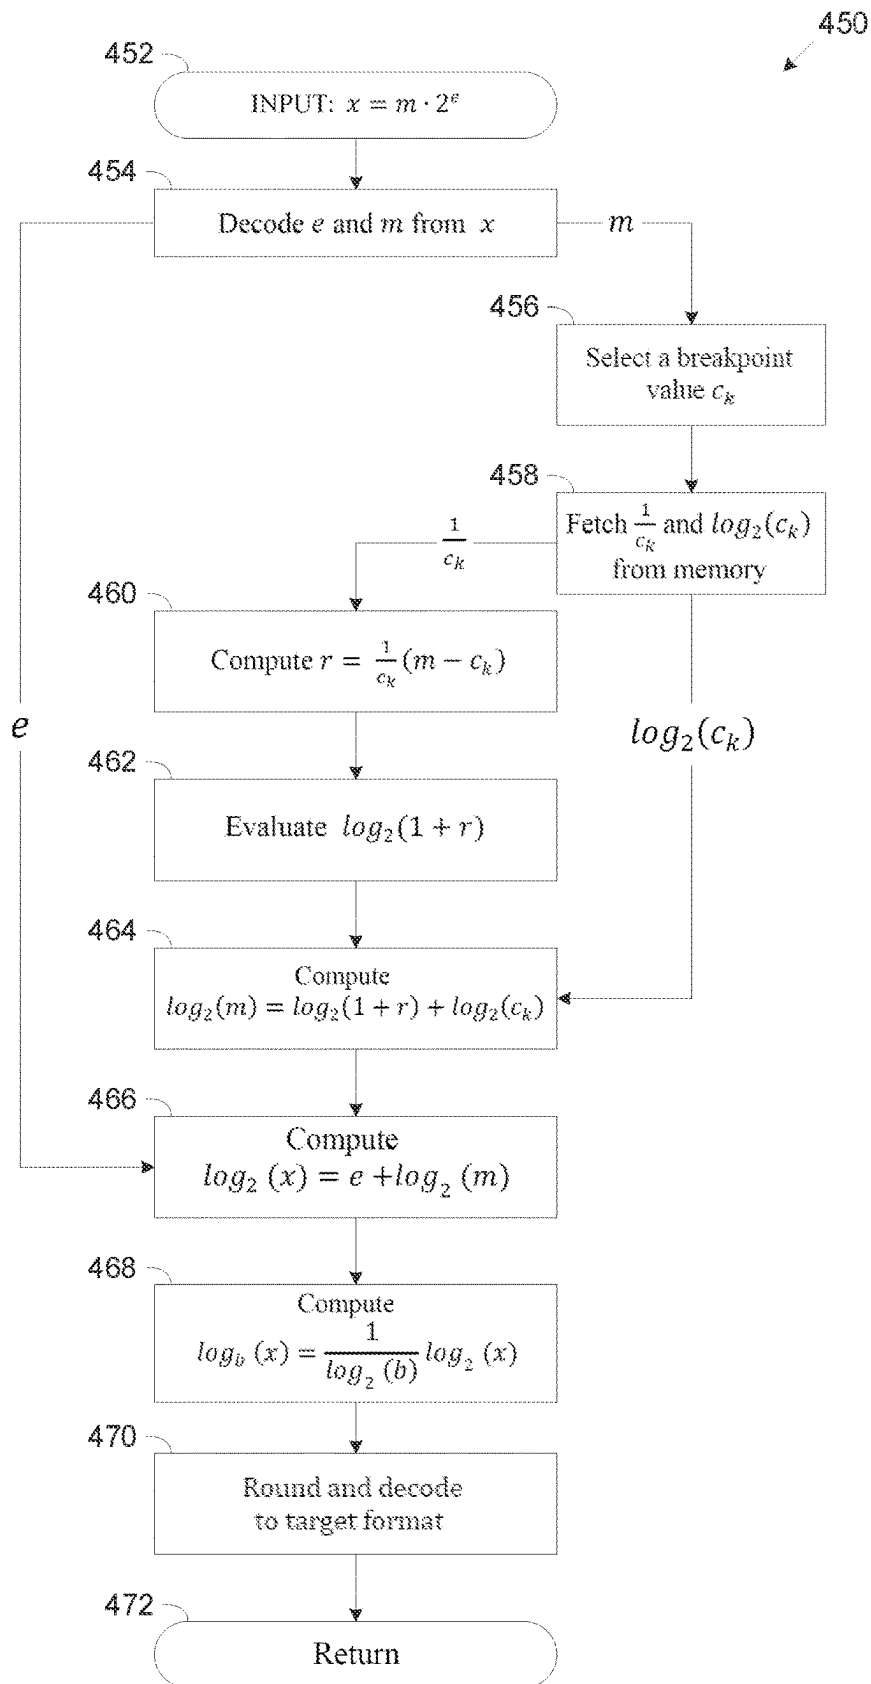 450
452
INPUT: x = m · 2^e
454
Decode e and m from x
m
456
Select a breakpoint
value c_k
458
Fetch 1/c_k and log_2(c_k)
from memory
1/c_k
460
Compute r = 1/c_k (m − c_k)
e
log_2(c_k)
462
Evaluate log_2(1 + r)
464
Compute
log_2(m) = log_2(1 + r) + log_2(c_k)
466
Compute
log_2 (x) = e + log_2 (m)
468
Compute
log_b (x) = 1/log_2 (b) log_2 (x)
470
Round and decode
to target format
472
Return